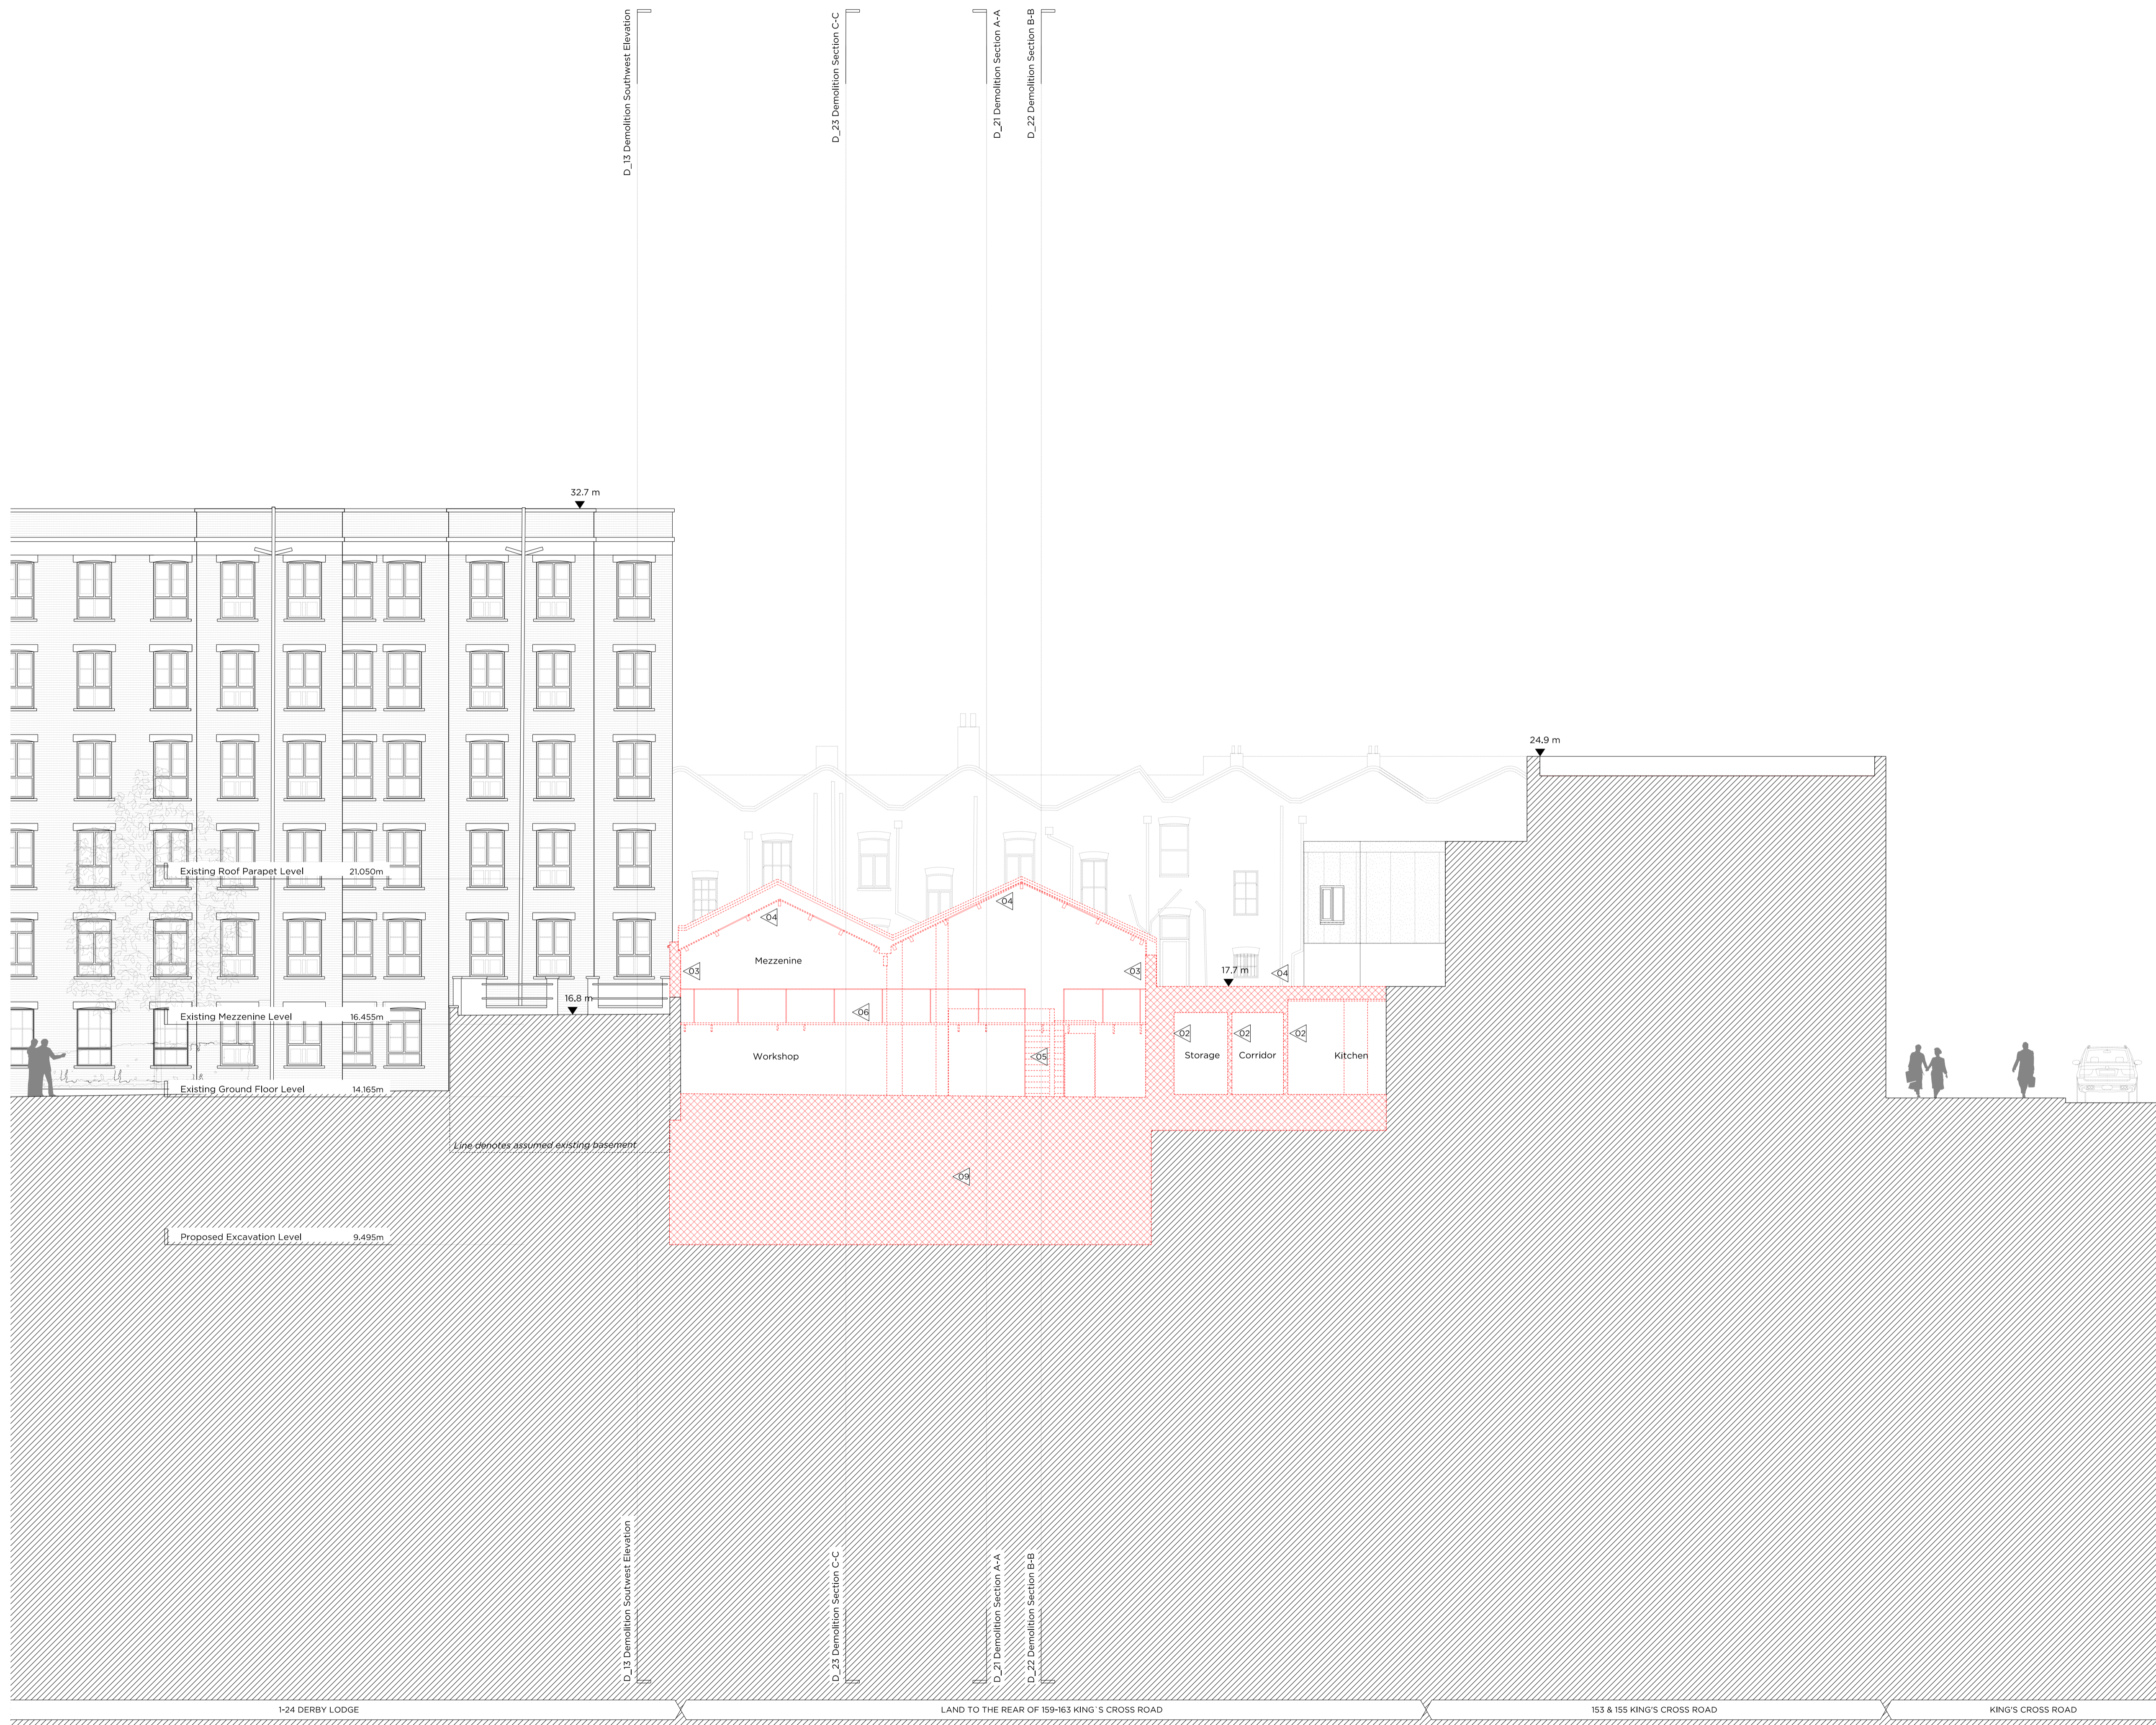 D_13 Demolition Southwest Elevation
D_23 Demolition Section C-C
D_21 Demolition Section A-A
D_22 Demolition Section B-B
32.7 m
24.9 m
Existing Roof Parapet Level 21.050m
04
04
Mezzenine
03
03
17.7 m
04
16.8 m
06
Existing Mezzenine Level 16.455m
02
02
02
Workshop
05
Storage
Corridor
Kitchen
Existing Ground Floor Level 14.165m
Line denotes assumed existing basement
09
Proposed Excavation Level 9.495m
D_13 Demolition Soutwest Elevation
D_23 Demolition Section C-C
D_21 Demolition Section A-A
D_22 Demolition Section B-B
1-24 DERBY LODGE
LAND TO THE REAR OF 159-163 KING`S CROSS ROAD
153 & 155 KING'S CROSS ROAD
KING'S CROSS ROAD